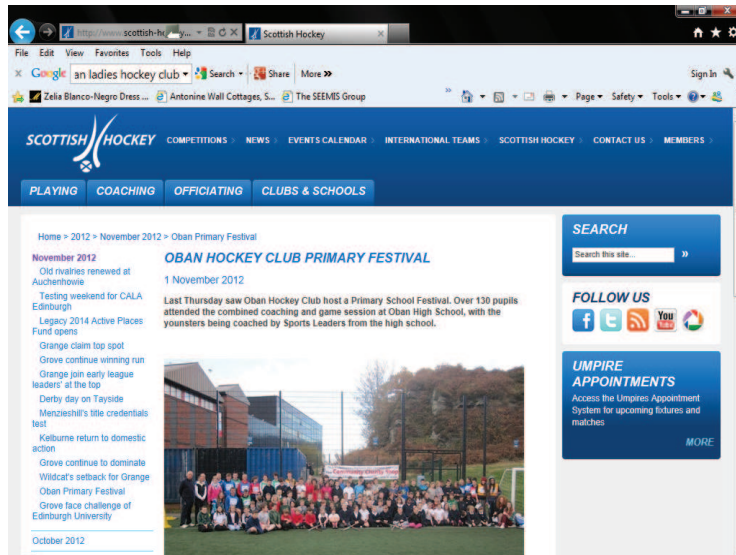 http://www.scottish-h
Scottish Hockey
File Edit View Favorites Tools Help
Google an ladies hockey club Search Share More » Sign In
Zelia Blanco-Negro Dress ... Antonine Wall Cottages, S... The SEEMIS Group » Page Safety Tools
SCOTTISH HOCKEY COMPETITIONS NEWS EVENTS CALENDAR INTERNATIONAL TEAMS SCOTTISH HOCKEY CONTACT US MEMBERS
PLAYING COACHING OFFICIATING CLUBS & SCHOOLS
Home > 2012 > November 2012 > Oban Primary Festival
November 2012
Old rivalries renewed at
Auchenhowie
Testing weekend for CALA
Edinburgh
Legacy 2014 Active Places
Fund opens
Grange claim top spot
Grove continue winning run
Grange join early league
leaders' at the top
Derby day on Tayside
Menzieshill's title credentials
test
Kelburne return to domestic
action
Grove continue to dominate
Wildcat's setback for Grange
Oban Primary Festival
Grove face challenge of
Edinburgh University
October 2012
OBAN HOCKEY CLUB PRIMARY FESTIVAL
1 November 2012
Last Thursday saw Oban Hockey Club host a Primary School Festival. Over 130 pupils
attended the combined coaching and game session at Oban High School, with the
younsters being coached by Sports Leaders from the high school.
SEARCH
Search this site... »
FOLLOW US
You
UMPIRE
APPOINTMENTS
Access the Umpires Appointment
System for upcoming fixtures and
matches
MORE